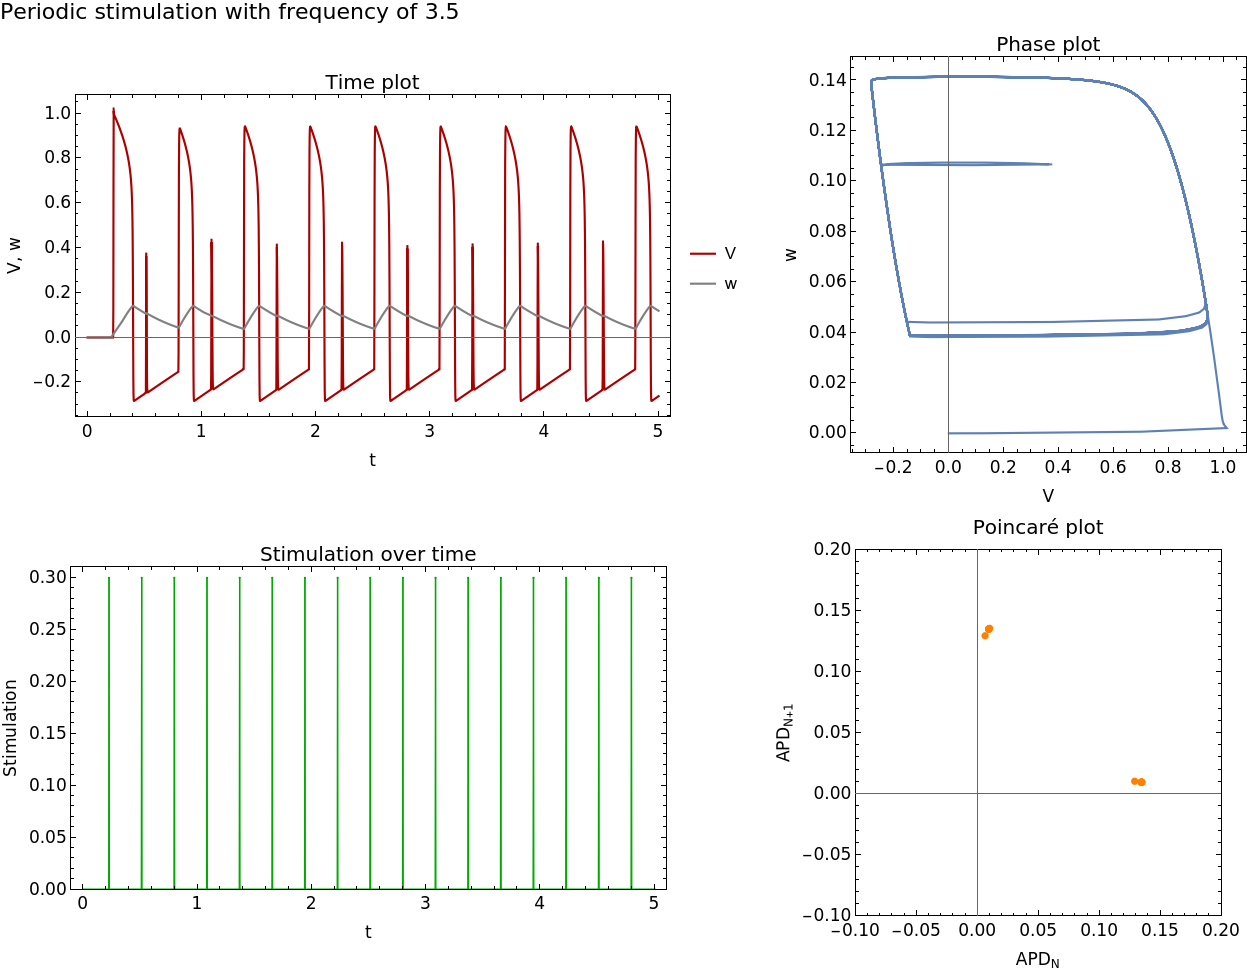 Periodic stimulation with frequency of 3.5
Time plot
V, w
1.0
0.8
0.6
0.4
0.2
0.0
−0.2
0 1 2 3 4 5
t
V
w
Phase plot
w
0.14
0.12
0.10
0.08
0.06
0.04
0.02
0.00
−0.2 0.0 0.2 0.4 0.6 0.8 1.0
V
Stimulation over time
Stimulation
0.30
0.25
0.20
0.15
0.10
0.05
0.00
0 1 2 3 4 5
t
Poincaré plot
APD_{N+1}
0.20
0.15
0.10
0.05
0.00
−0.05
−0.10
−0.10 −0.05 0.00 0.05 0.10 0.15 0.20
APD_N